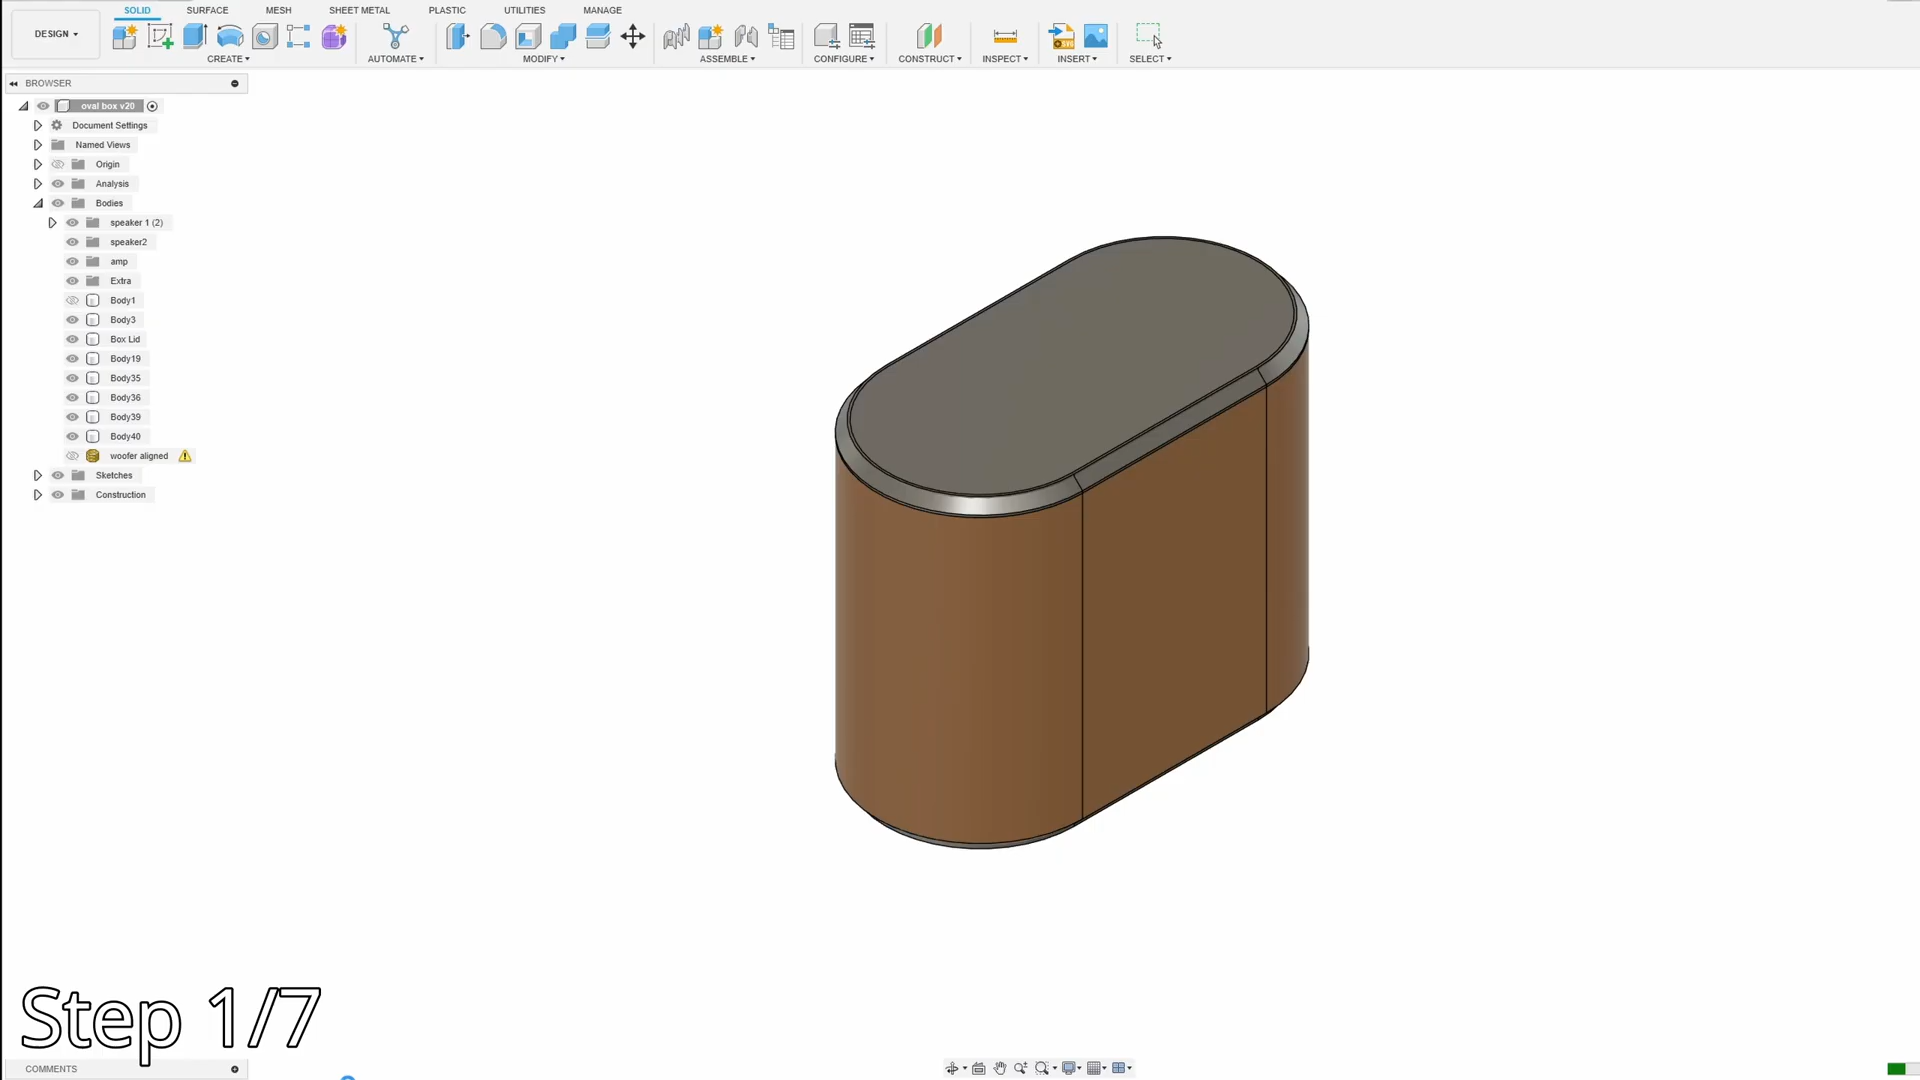 SOLID SURFACE MESH SHEET METAL PLASTIC UTILITIES MANAGE
DESIGN
CREATE AUTOMATE MODIFY ASSEMBLE CONFIGURE CONSTRUCT INSPECT INSERT SELECT
BROWSER
oval box v20
Document Settings
Named Views
Origin
Analysis
Bodies
speaker 1 (2)
speaker2
amp
Extra
Body1
Body3
Box Lid
Body19
Body35
Body36
Body39
Body40
woofer aligned
Sketches
Construction
Step 1/7
COMMENTS